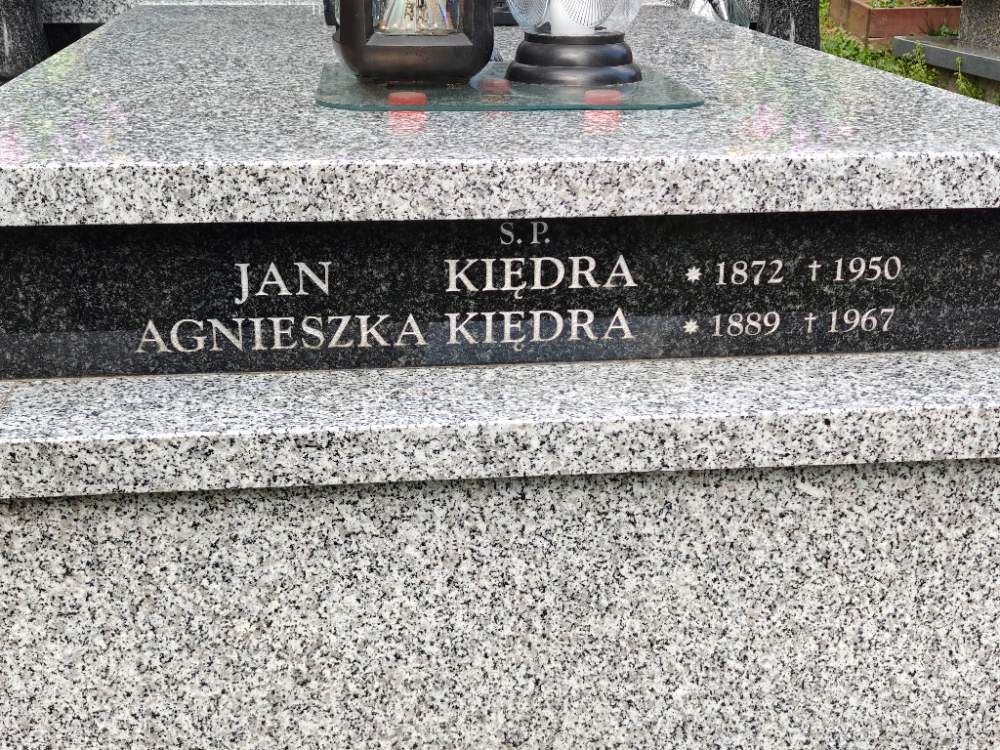 S. P.
JAN KIĘDRA * 1872 † 1950
AGNIESZKA KIĘDRA * 1889 † 1967